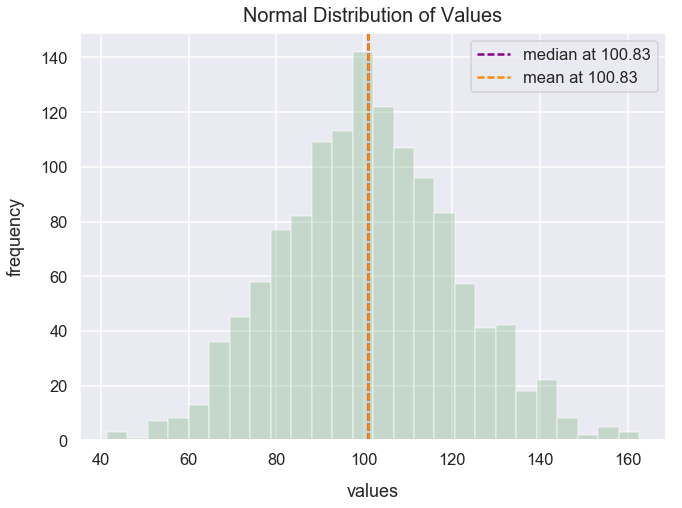 Normal Distribution of Values
median at 100.83
mean at 100.83
frequency
140
120
100
80
60
40
20
0
40 60 80 100 120 140 160
values